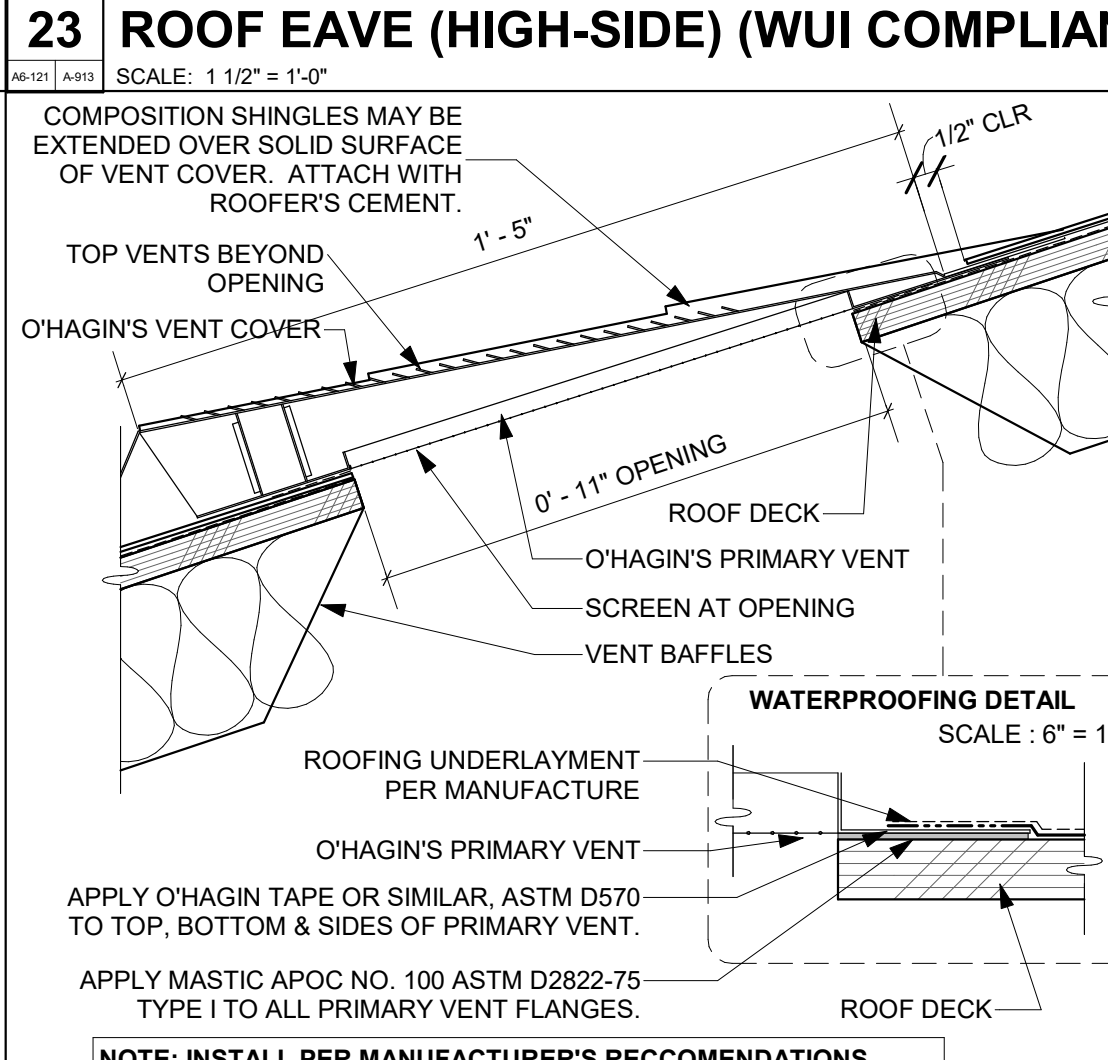 23 ROOF EAVE (HIGH-SIDE) (WUI COMPLIAN
A6-121 A-913 SCALE: 1 1/2" = 1'-0"
COMPOSITION SHINGLES MAY BE
EXTENDED OVER SOLID SURFACE
OF VENT COVER. ATTACH WITH
ROOFER'S CEMENT.
1/2" CLR
1' - 5"
TOP VENTS BEYOND
OPENING
O'HAGIN'S VENT COVER
0' - 11" OPENING
ROOF DECK
O'HAGIN'S PRIMARY VENT
SCREEN AT OPENING
VENT BAFFLES
WATERPROOFING DETAIL
SCALE : 6" = 1
ROOFING UNDERLAYMENT
PER MANUFACTURE
O'HAGIN'S PRIMARY VENT
APPLY O'HAGIN TAPE OR SIMILAR, ASTM D570
TO TOP, BOTTOM & SIDES OF PRIMARY VENT.
APPLY MASTIC APOC NO. 100 ASTM D2822-75
TYPE I TO ALL PRIMARY VENT FLANGES.
ROOF DECK
NOTE: INSTALL PER MANUFACTURER'S RECCOMENDATIONS